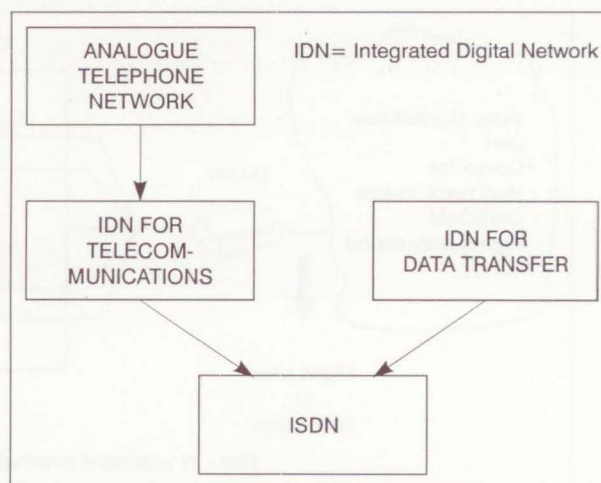 ANALOGUE
TELEPHONE
NETWORK
IDN= Integrated Digital Network
IDN FOR
TELECOM-
MUNICATIONS
IDN FOR
DATA TRANSFER
ISDN